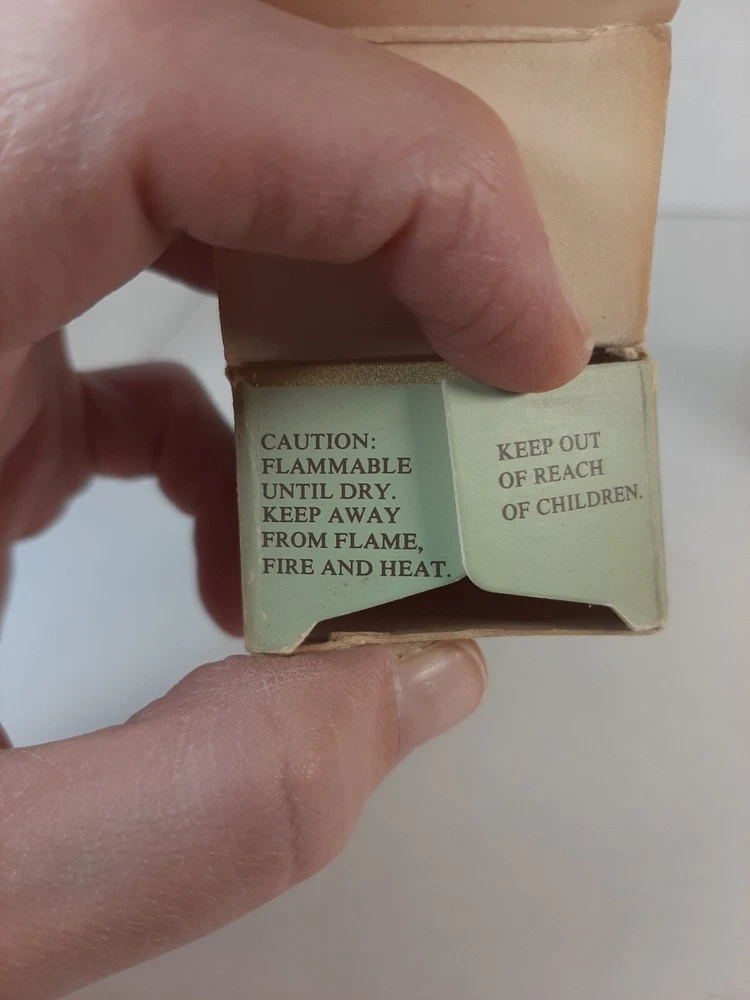 CAUTION:
FLAMMABLE
UNTIL DRY.
KEEP AWAY
FROM FLAME,
FIRE AND HEAT.
KEEP OUT
OF REACH
OF CHILDREN.